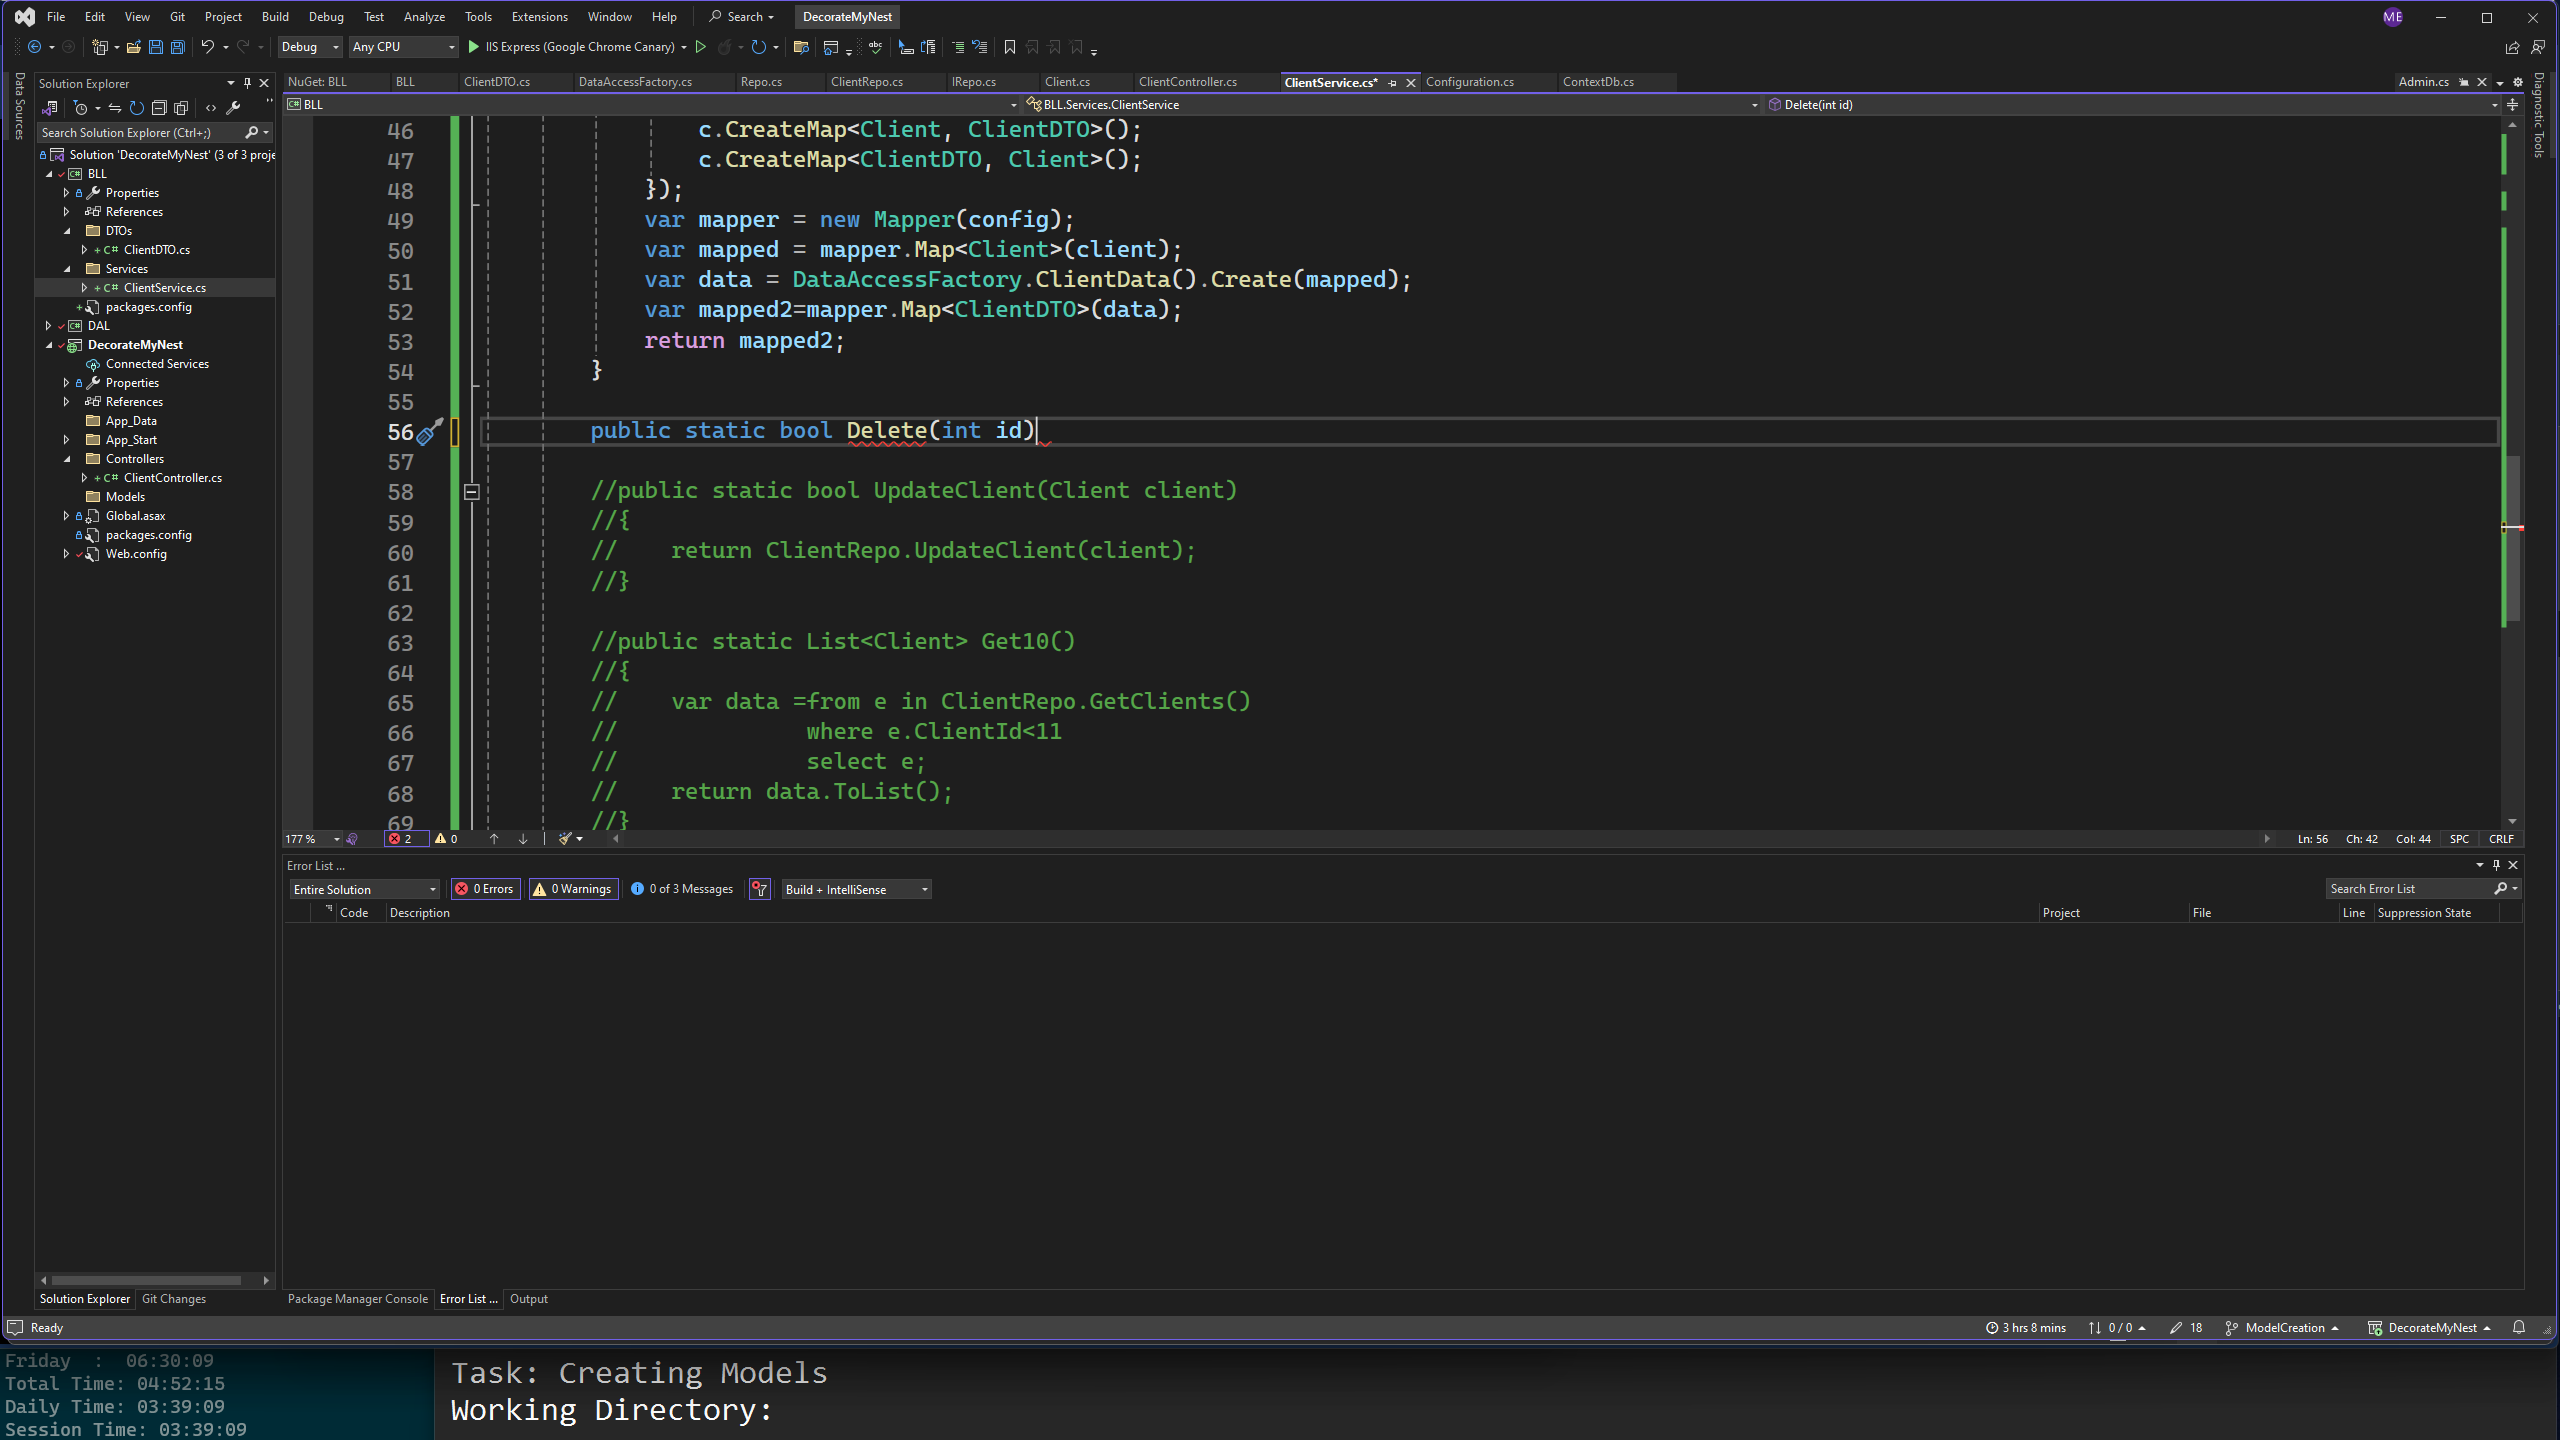 File Edit View Git Project Build Debug Test Analyze Tools Extensions Window Help Search DecorateMyNest ME
Debug Any CPU IIS Express (Google Chrome Canary)
Data Sources
Solution Explorer
Search Solution Explorer (Ctrl+;)
Solution 'DecorateMyNest' (3 of 3 proje
BLL
Properties
References
DTOs
ClientDTO.cs
Services
ClientService.cs
packages.config
DAL
DecorateMyNest
Connected Services
Properties
References
App_Data
App_Start
Controllers
ClientController.cs
Models
Global.asax
packages.config
Web.config
Solution Explorer Git Changes
NuGet: BLL BLL ClientDTO.cs DataAccessFactory.cs Repo.cs ClientRepo.cs IRepo.cs Client.cs ClientController.cs ClientService.cs* Configuration.cs ContextDb.cs Admin.cs
BLL BLL.Services.ClientService Delete(int id)
Diagnostic Tools
46 c.CreateMap<Client, ClientDTO>();
47 c.CreateMap<ClientDTO, Client>();
48 });
49 var mapper = new Mapper(config);
50 var mapped = mapper.Map<Client>(client);
51 var data = DataAccessFactory.ClientData().Create(mapped);
52 var mapped2=mapper.Map<ClientDTO>(data);
53 return mapped2;
54 }
55
56 public static bool Delete(int id)
57
58 //public static bool UpdateClient(Client client)
59 //{
60 // return ClientRepo.UpdateClient(client);
61 //}
62
63 //public static List<Client> Get10()
64 //{
65 // var data =from e in ClientRepo.GetClients()
66 // where e.ClientId<11
67 // select e;
68 // return data.ToList();
69 //}
177 % 2 0 Ln: 56 Ch: 42 Col: 44 SPC CRLF
Error List ...
Entire Solution 0 Errors 0 Warnings 0 of 3 Messages Build + IntelliSense Search Error List
Code Description Project File Line Suppression State
Package Manager Console Error List ... Output
Ready 3 hrs 8 mins 0 / 0 18 ModelCreation DecorateMyNest
Friday : 06:30:09
Total Time: 04:52:15
Daily Time: 03:39:09
Session Time: 03:39:09
Task: Creating Models
Working Directory: